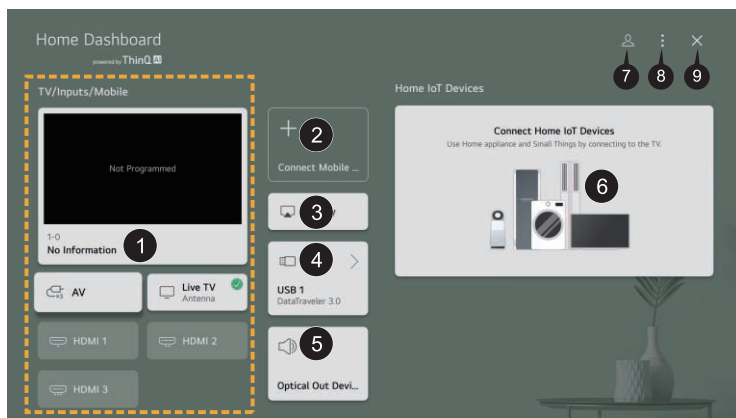 Home Dashboard
powered by ThinQ AI
7
8
9
TV/Inputs/Mobile
Not Programmed
1-0
No Information
1
AV
Live TV
Antenna
HDMI 1
HDMI 2
HDMI 3
2
Connect Mobile ...
3
4
USB 1
DataTraveler 3.0
5
Optical Out Devi...
Home IoT Devices
Connect Home IoT Devices
Use Home appliance and Small Things by connecting to the TV.
6